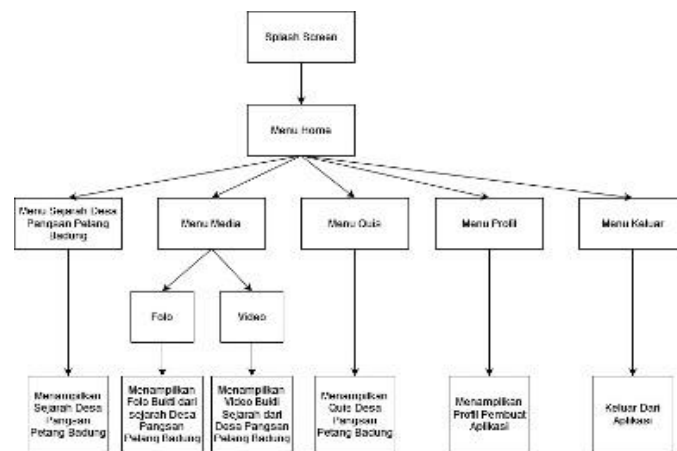 Splash Screen
Menu Home
Menu Sejarah Desa
Pangsan Petang
Badung
Menu Media
Menu Quis
Menu Profil
Menu Keluar
Foto
Video
Menampilkan
Sejarah Desa
Pangsan
Petang Badung
Menampilkan
Foto Bukti dari
sejarah Desa
Pangsan
Petang Badung
Menampilkan
Video Bukti
Sejarah dari
Desa Pangsan
Petang Badung
Menampilkan
Quis Desa
Pangsan
Petang Badung
Menampilkan
Profil Pembuat
Aplikasi
Keluar Dari
Aplikasi